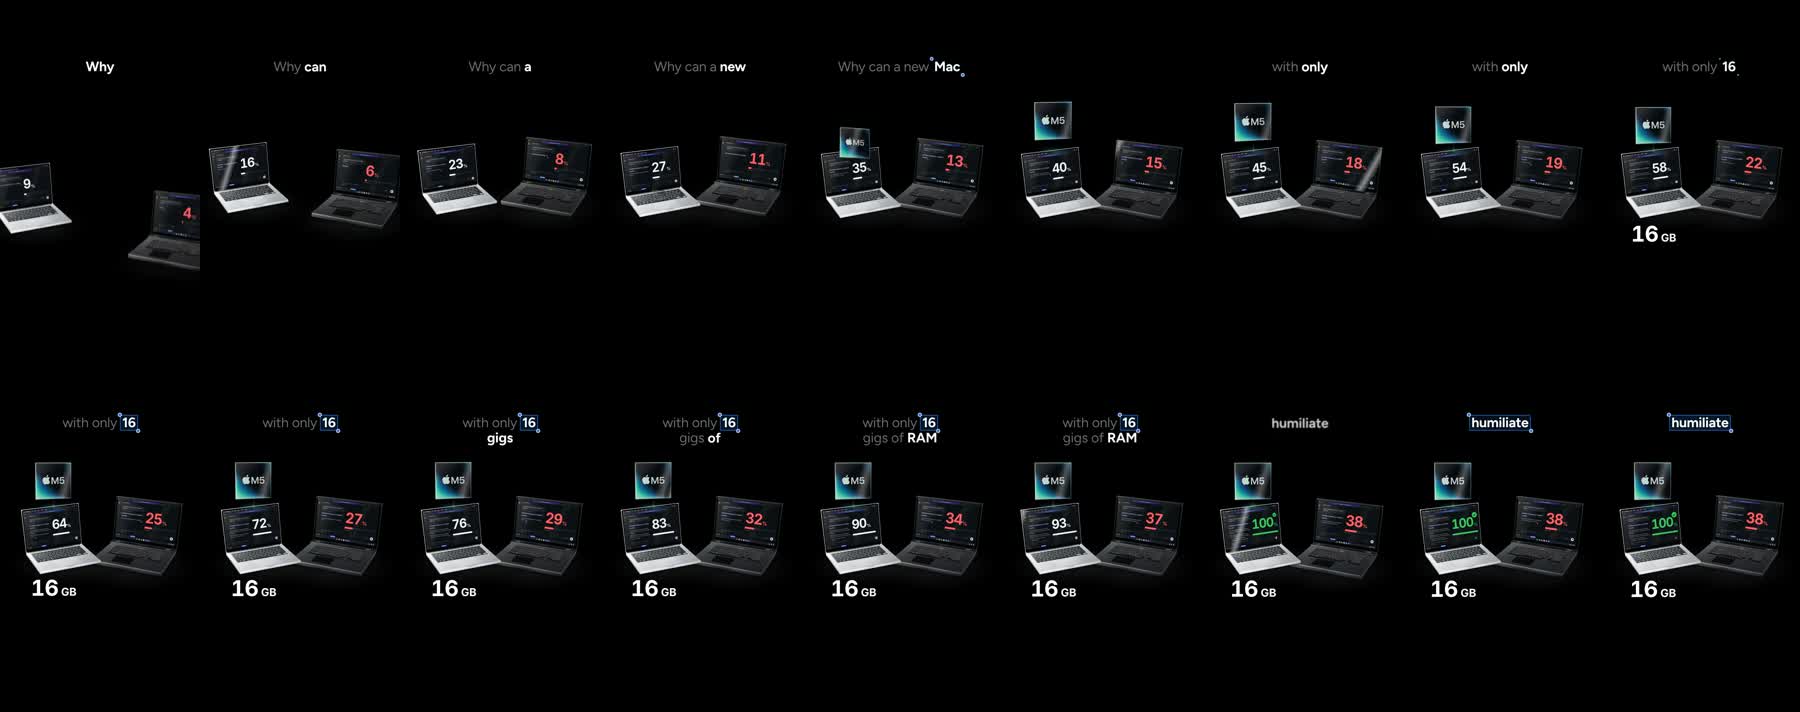 Why
9%
4%
Why can
16%
6%
Why can a
23%
8%
Why can a new
27%
11%
Why can a new Mac
M5
35%
13%
M5
40%
15%
with only
M5
45%
18%
with only
M5
54%
19%
with only 16
M5
58%
22%
16 GB
with only 16
M5
64%
25%
16 GB
with only 16
M5
72%
27%
16 GB
with only 16
gigs
M5
76%
29%
16 GB
with only 16
gigs of
M5
83%
32%
16 GB
with only 16
gigs of RAM
M5
90%
34%
16 GB
with only 16
gigs of RAM
M5
93%
37%
16 GB
humiliate
M5
100%
38%
16 GB
humiliate
M5
100%
38%
16 GB
humiliate
M5
100%
38%
16 GB